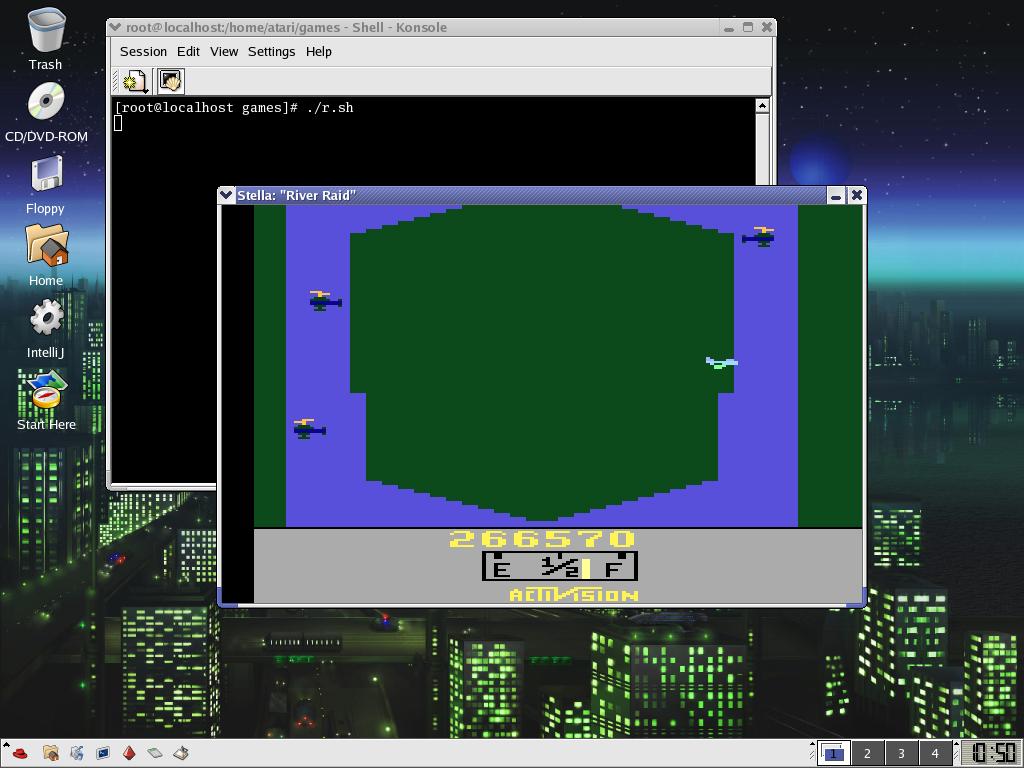 root@localhost:/home/atari/games - Shell - Konsole
Session Edit View Settings Help
[root@localhost games]# ./r.sh
Trash
CD/DVD-ROM
Floppy
Home
IntelliJ
Start Here
Stella: "River Raid"
266570
E 1/2 F
ACTIVISION
1 2 3 4
10:50